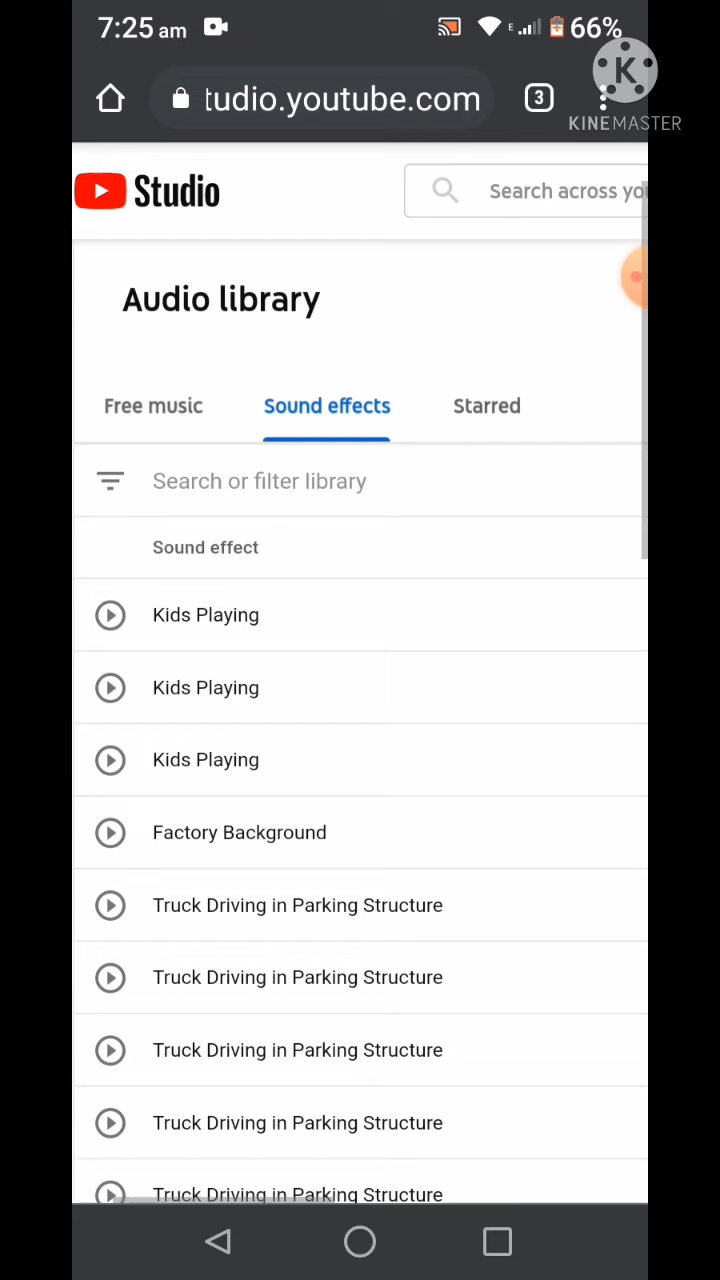 7:25 am
E
66%
K
KINEMASTER
tudio.youtube.com
3
Studio
Search across yo
Audio library
Free music
Sound effects
Starred
Search or filter library
Sound effect
Kids Playing
Kids Playing
Kids Playing
Factory Background
Truck Driving in Parking Structure
Truck Driving in Parking Structure
Truck Driving in Parking Structure
Truck Driving in Parking Structure
Truck Driving in Parking Structure